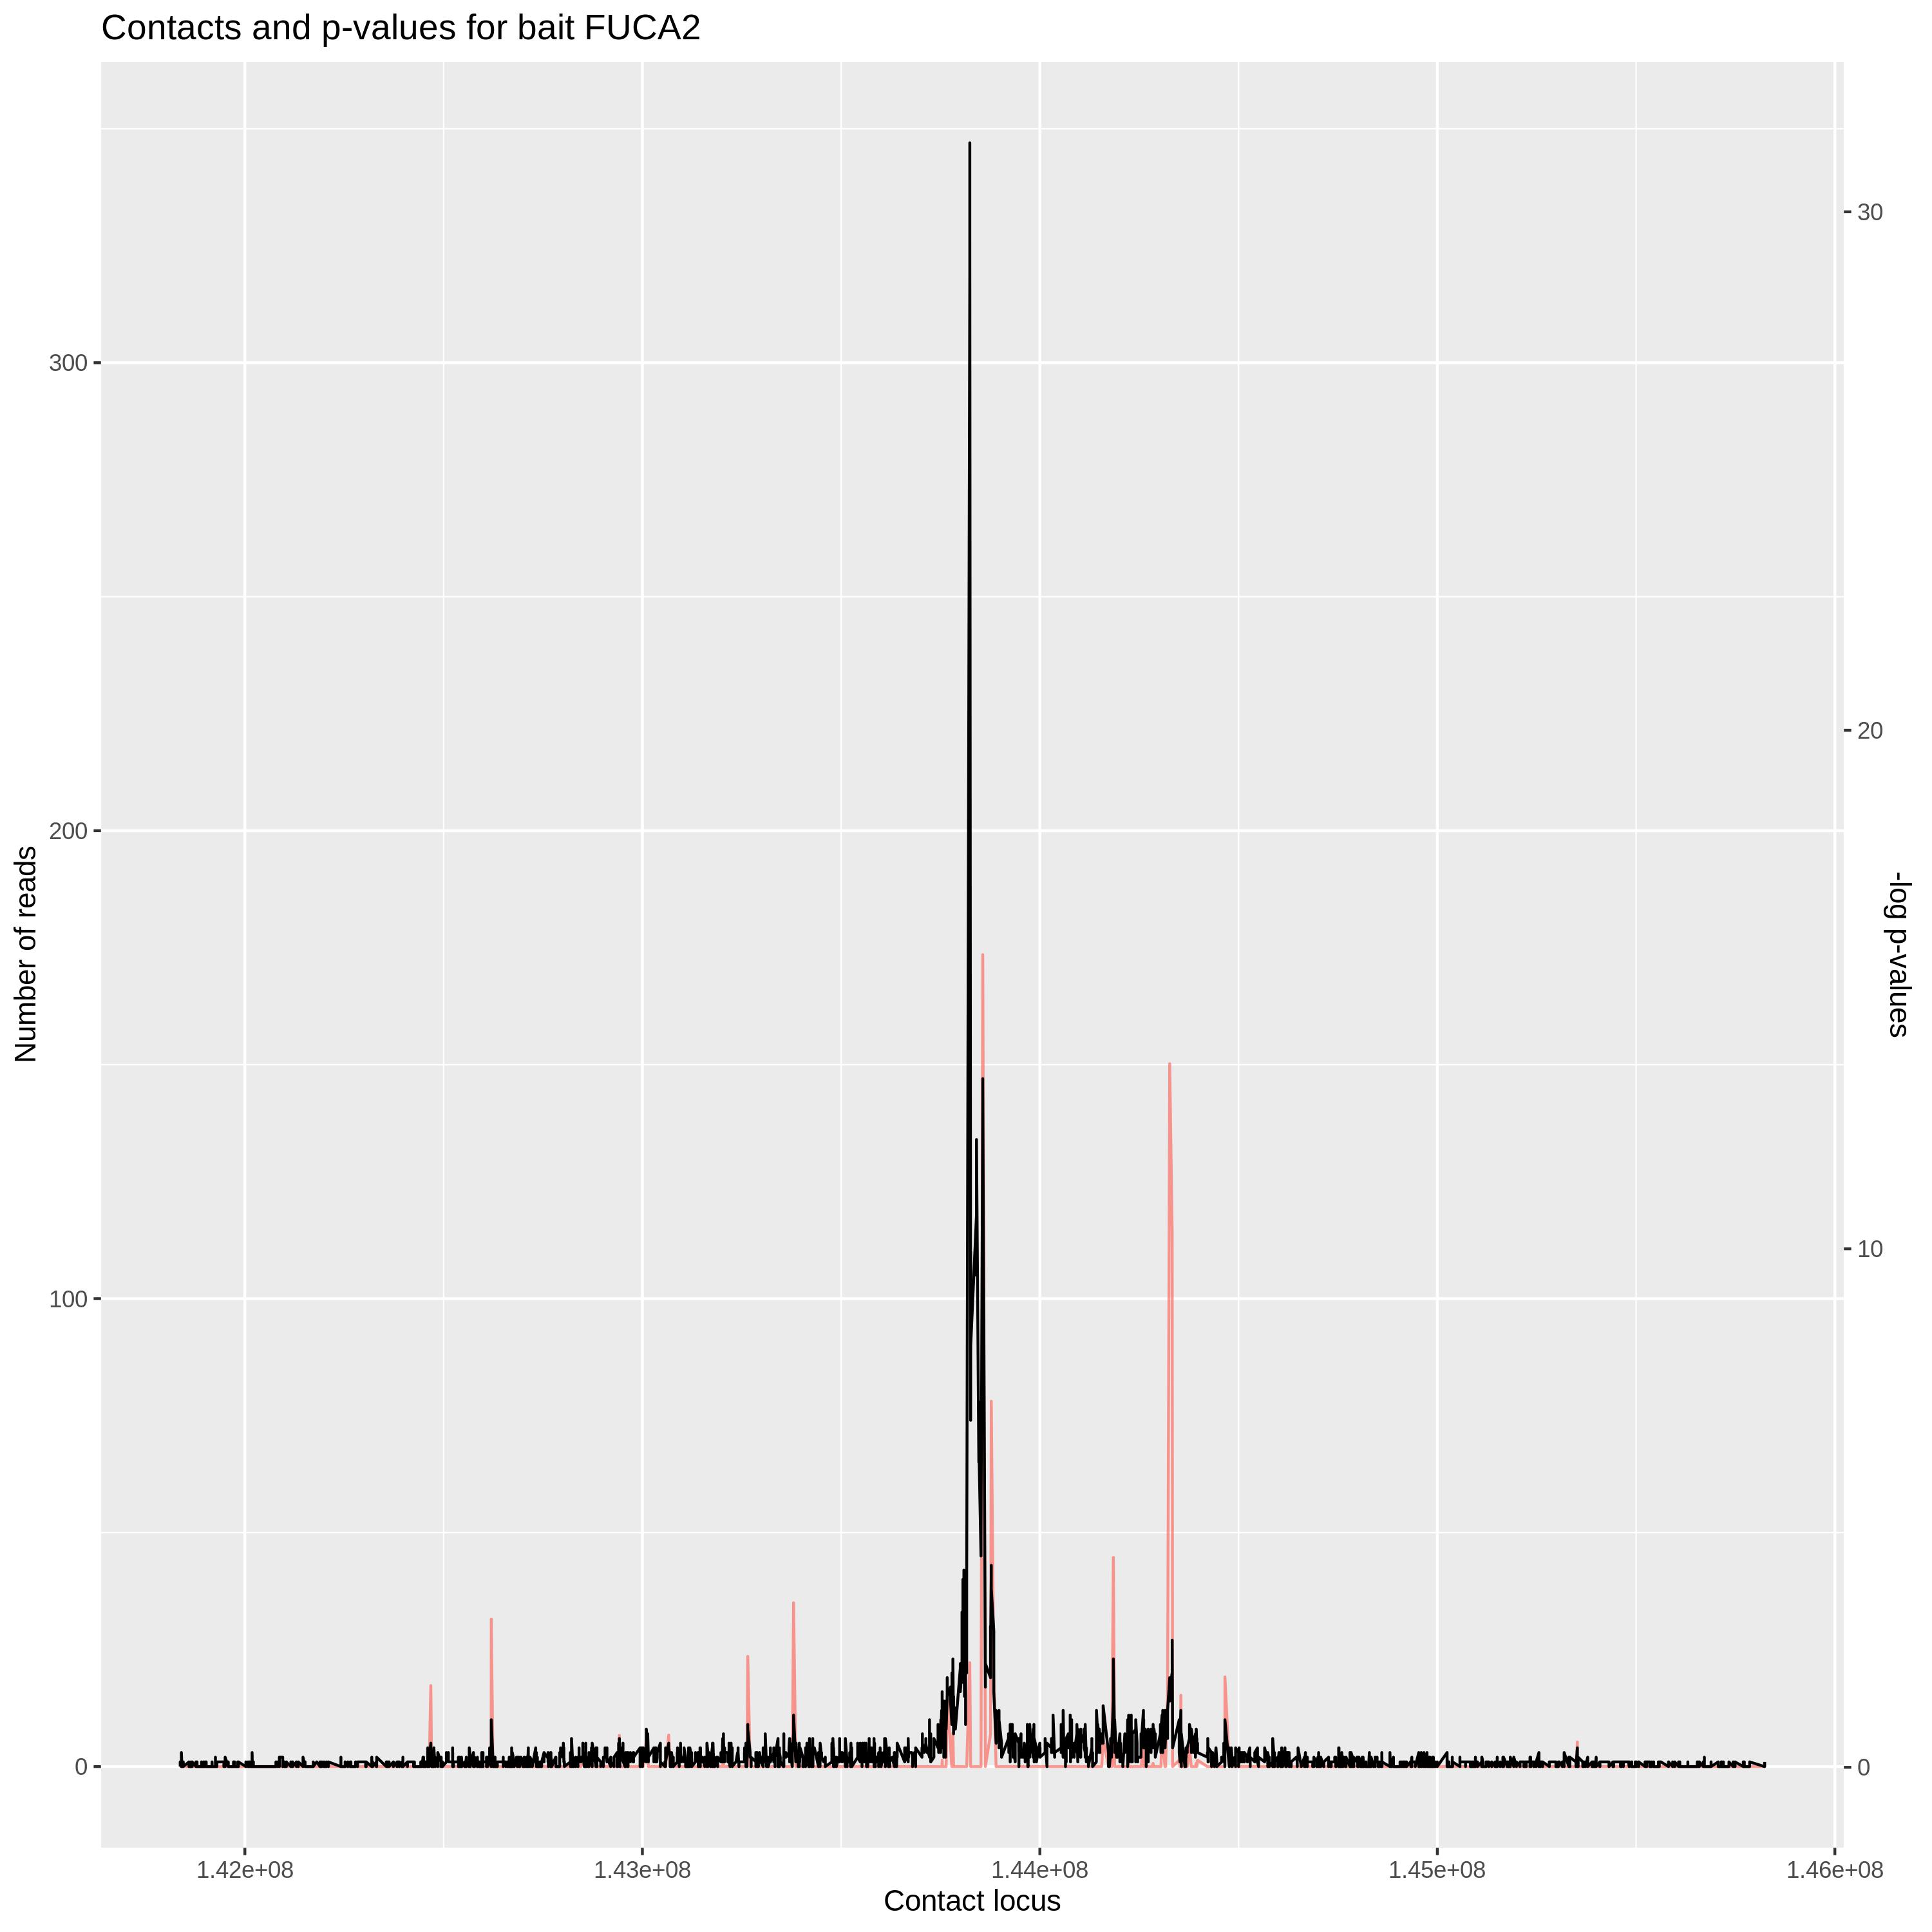 Contacts and p-values for bait FUCA2
Number of reads
300
200
100
0
30
20
10
0
-log p-values
1.42e+08
1.43e+08
1.44e+08
1.45e+08
1.46e+08
Contact locus